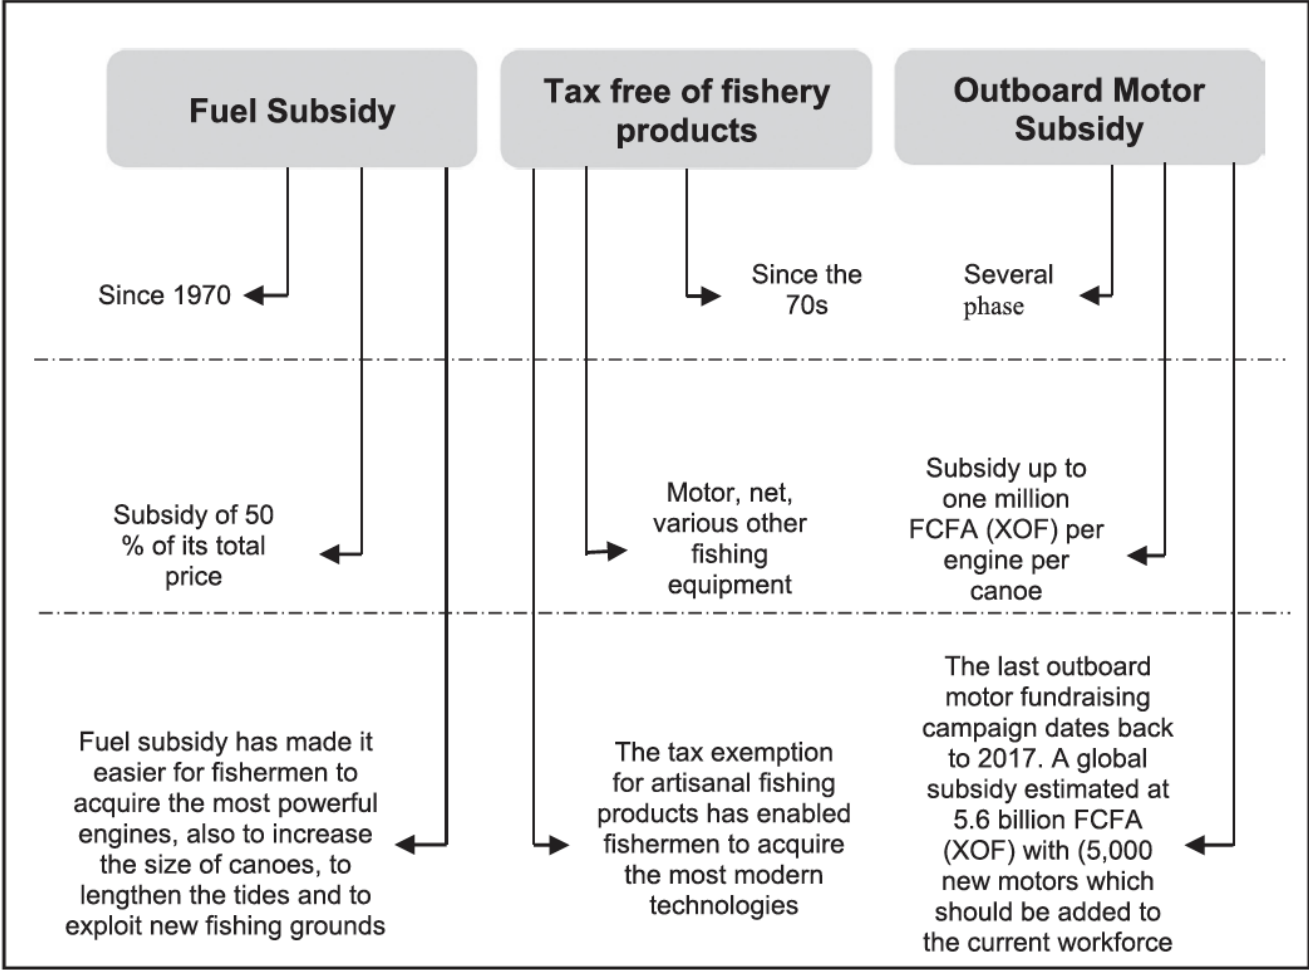 Fuel Subsidy
Tax free of fishery
products
Outboard Motor
Subsidy
Since 1970
Since the
70s
Several
phase
Subsidy of 50
% of its total
price
Motor, net,
various other
fishing
equipment
Subsidy up to
one million
FCFA (XOF) per
engine per
canoe
Fuel subsidy has made it
easier for fishermen to
acquire the most powerful
engines, also to increase
the size of canoes, to
lengthen the tides and to
exploit new fishing grounds
The tax exemption
for artisanal fishing
products has enabled
fishermen to acquire
the most modern
technologies
The last outboard
motor fundraising
campaign dates back
to 2017. A global
subsidy estimated at
5.6 billion FCFA
(XOF) with (5,000
new motors which
should be added to
the current workforce